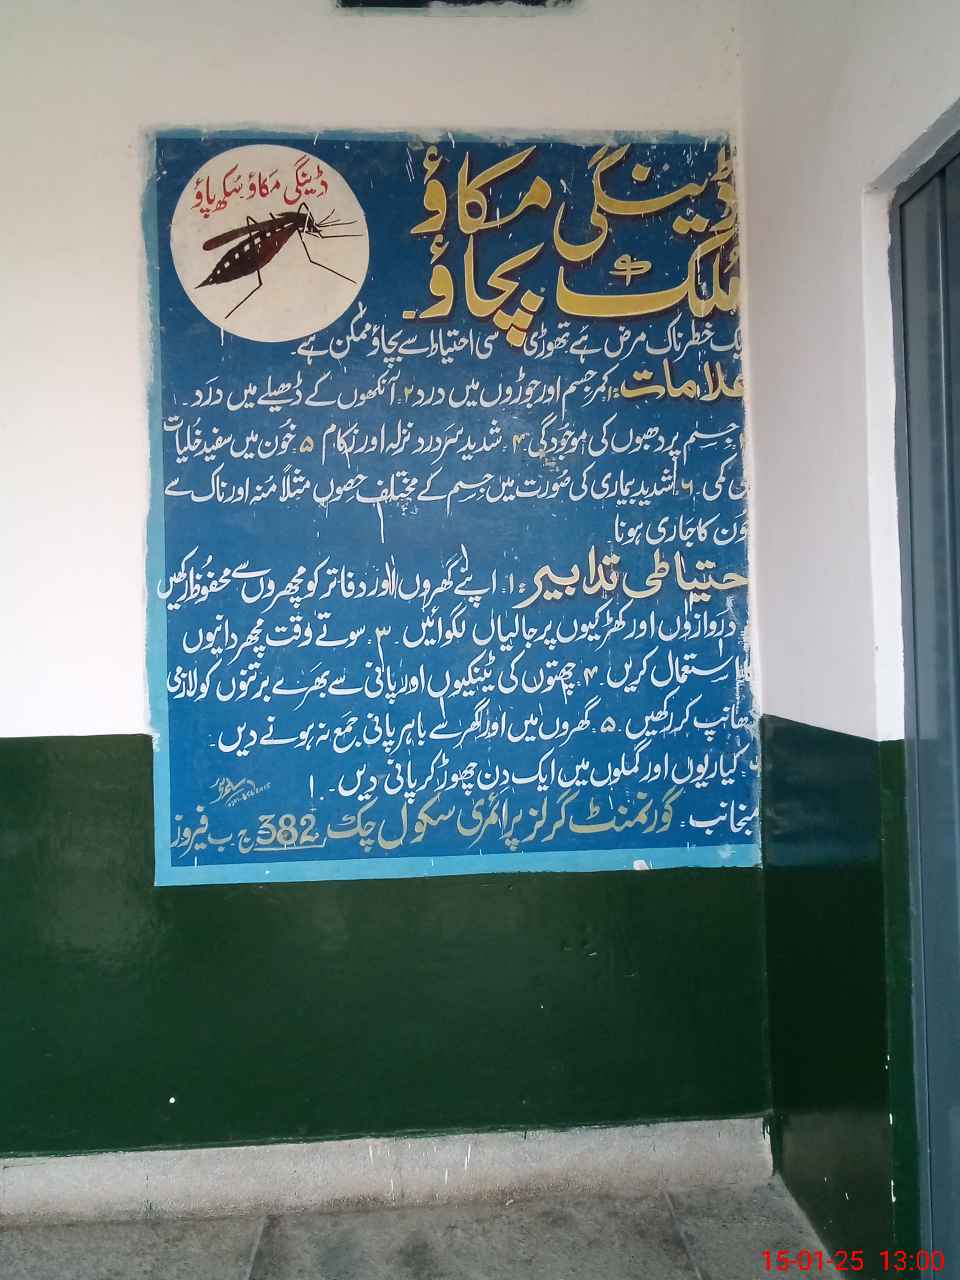 ڈینگی مکاؤ سکھ پاؤ
ڈینگی مکاؤ
مُلک بچاؤ
یک خطرناک مرض ہے تھوڑی سی احتیاط سے بچاؤ ممکن ہے۔
علامات: ۱ کمر جسم اور جوڑوں میں درد ۲ آنکھوں کے ڈھیلے میں درد۔
جسم پر دھبوں کی موجودگی ۴۔ شدید سردرد نزلہ اور زکام ۵ خون میں سفید خلیات
کی کمی۔ ۶ شدید بیماری کی صورت میں جسم کے مختلف حصوں مثلاً منہ اور ناک سے
خون کا جاری ہونا۔
حتیاطی تدابیر: ۱۔ اپنے گھروں اور دفاتر کو مچھروں سے محفوظ رکھیں
دروازوں اور کھڑکیوں پر جالیاں لگوائیں۔ ۳۔ سوتے وقت مچھر دانیوں
کا استعمال کریں۔ ۴۔ چھتوں کی ٹینکیوں اور پانی سے بھرے برتنوں کو لازمی
ھانپ کر رکھیں۔ ۵۔ گھروں میں اور گھر سے باہر پانی جمع نہ ہونے دیں۔
کیاریوں اور گملوں میں ایک دن چھوڑ کر پانی دیں۔
منجانب۔ گورنمنٹ گرلز پرائمری سکول چک 382 ج ب فیروز
15-01-25 13:00